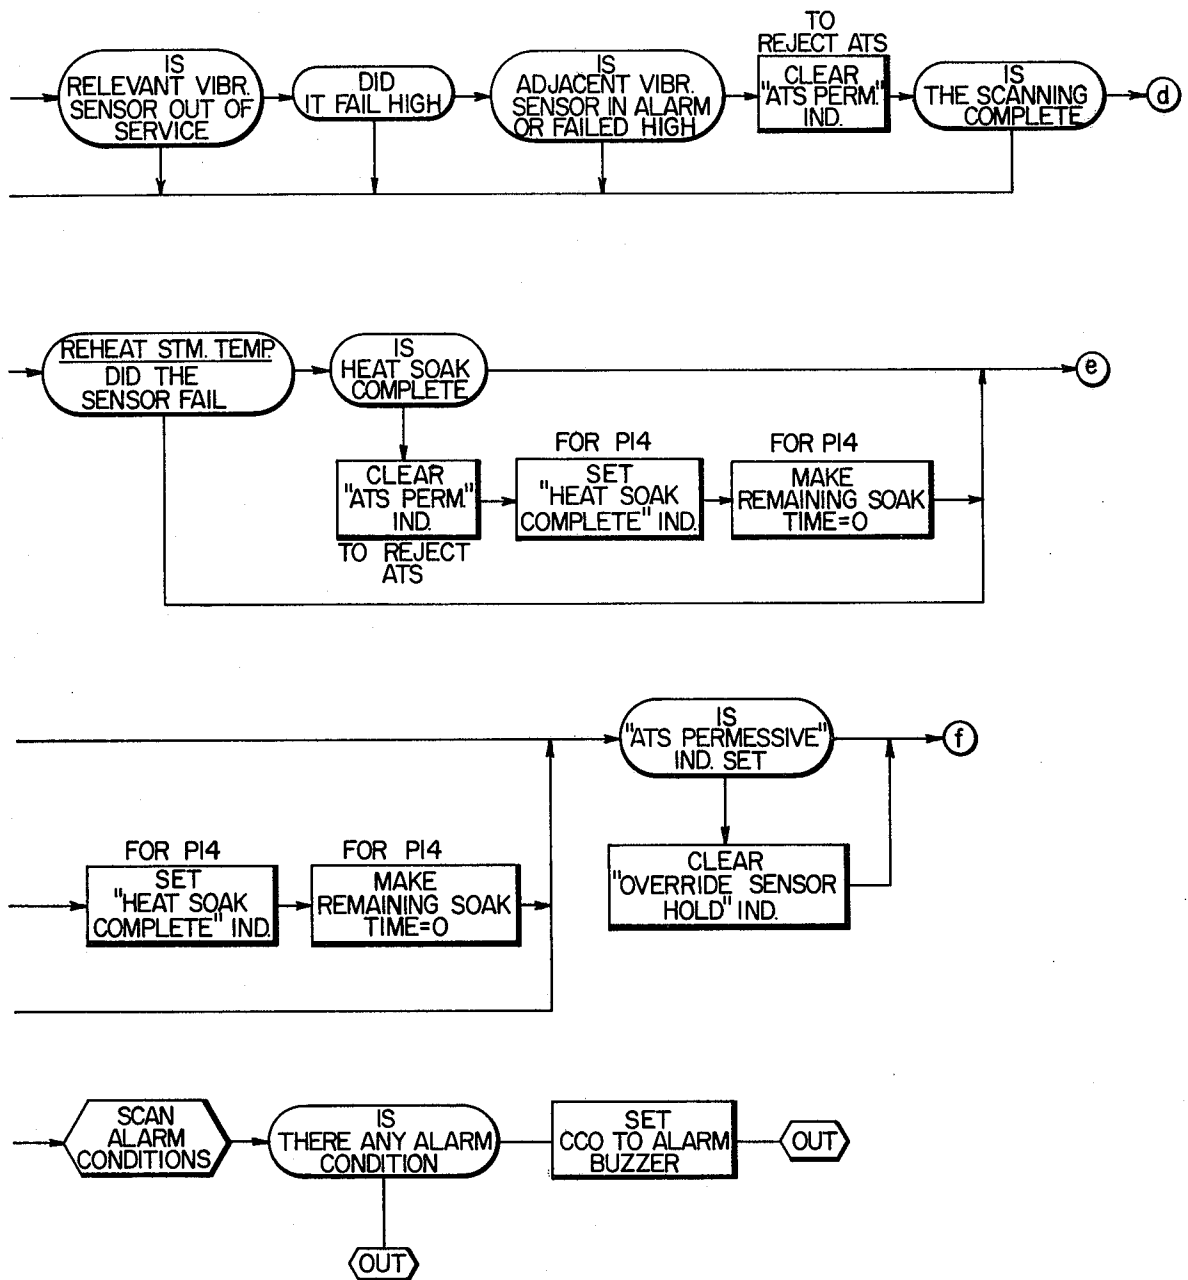 IS
RELEVANT VIBR.
SENSOR OUT OF
SERVICE
DID
IT FAIL HIGH
IS
ADJACENT VIBR.
SENSOR IN ALARM
OR FAILED HIGH
TO
REJECT ATS
CLEAR
"ATS PERM."
IND.
IS
THE SCANNING
COMPLETE
d
REHEAT STM. TEMP.
DID THE
SENSOR FAIL
IS
HEAT SOAK
COMPLETE
e
CLEAR
"ATS PERM."
IND.
TO REJECT
ATS
FOR P14
SET
"HEAT SOAK
COMPLETE" IND.
FOR P14
MAKE
REMAINING SOAK
TIME=0
IS
"ATS PERMESSIVE"
IND. SET
f
FOR P14
SET
"HEAT SOAK
COMPLETE" IND.
FOR P14
MAKE
REMAINING SOAK
TIME=0
CLEAR
"OVERRIDE SENSOR
HOLD" IND.
SCAN
ALARM
CONDITIONS
IS
THERE ANY ALARM
CONDITION
SET
CCO TO ALARM
BUZZER
OUT
OUT